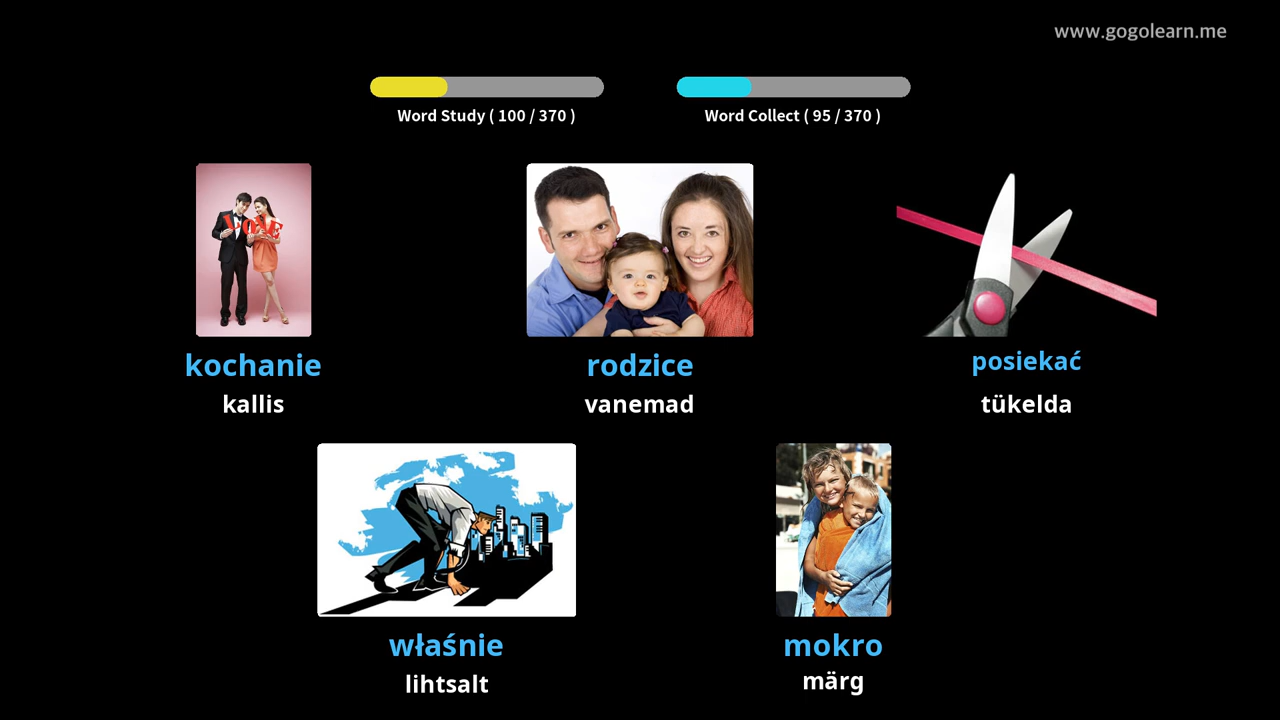 www.gogolearn.me
Word Study ( 100 / 370 )
Word Collect ( 95 / 370 )
LOVE
kochanie
kallis
rodzice
vanemad
posiekać
tükelda
właśnie
lihtsalt
mokro
märg